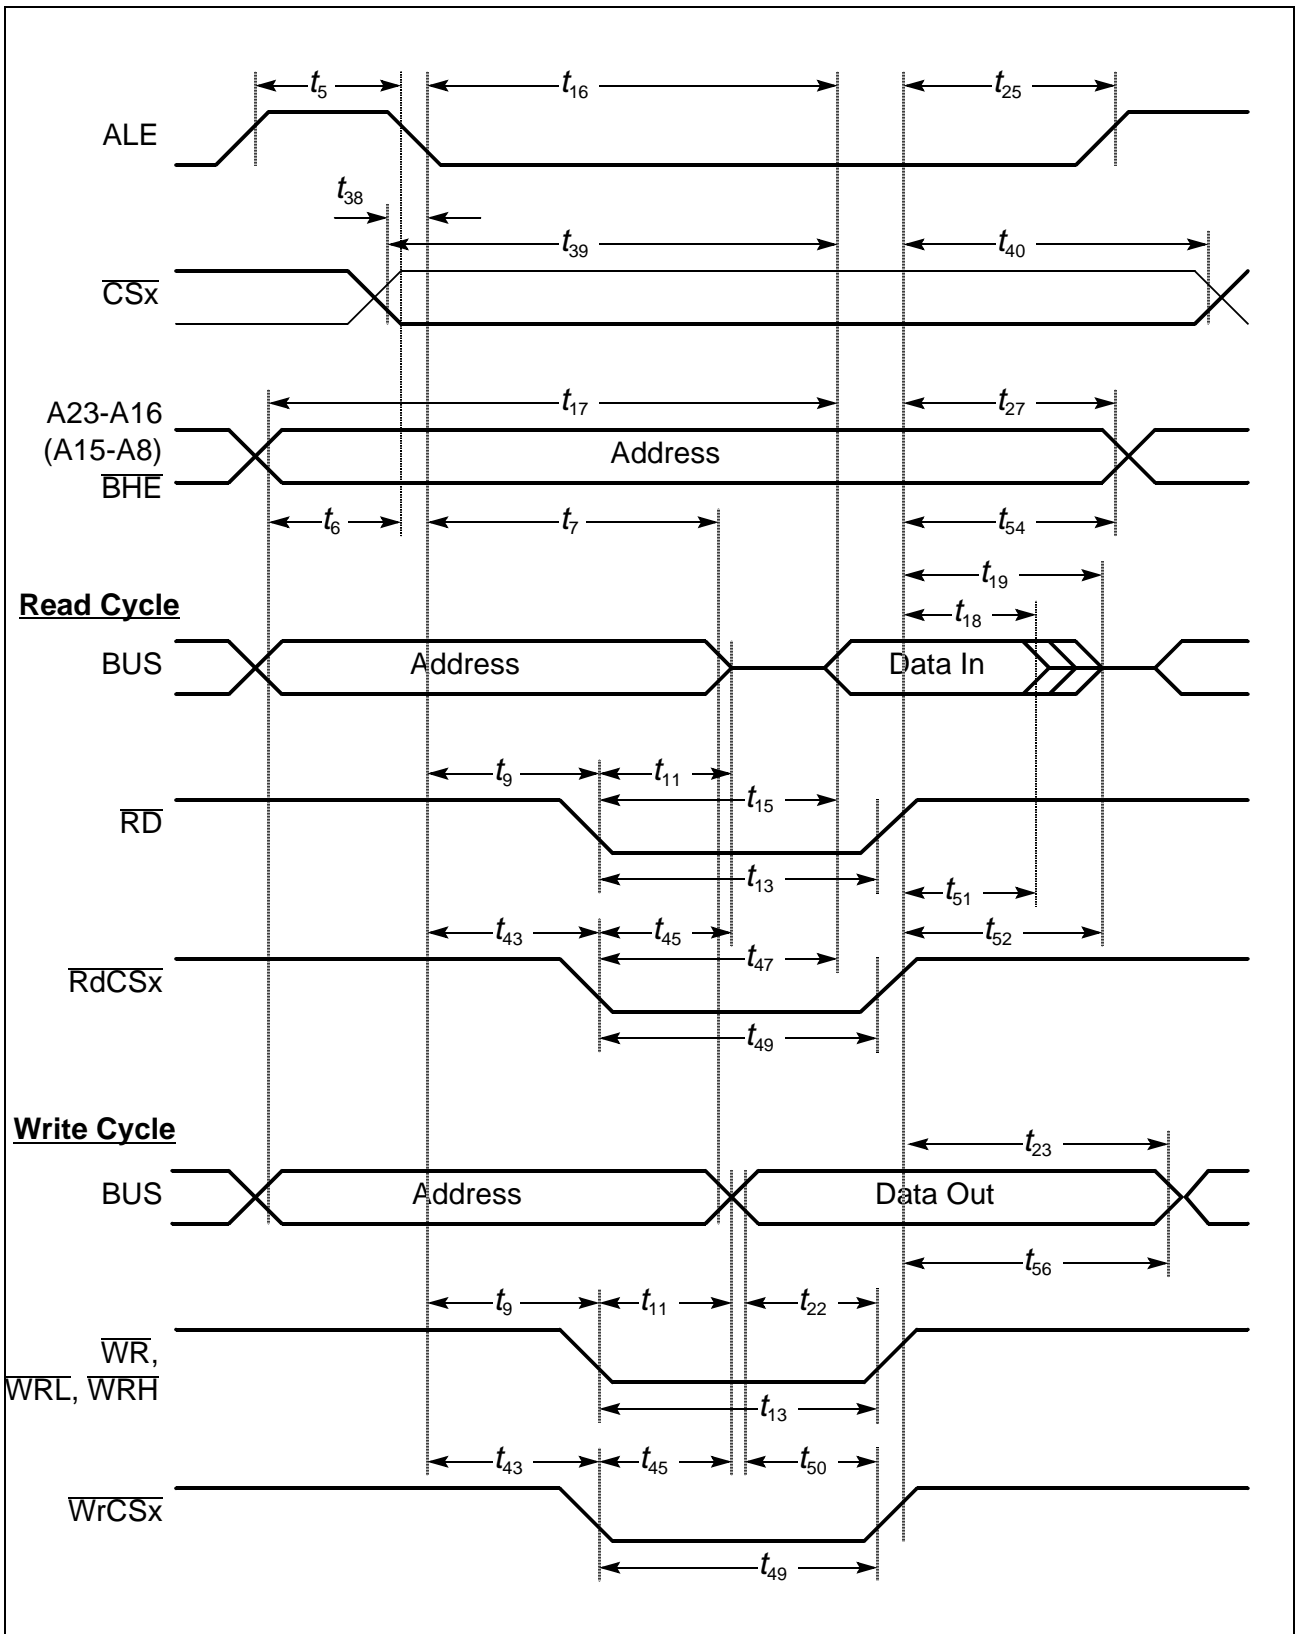 t5 t16 t25
ALE
t38
t39 t40
CSx
A23-A16 t17 t27
(A15-A8) Address
BHE
t6 t7 t54
t19
Read Cycle t18
BUS Address Data In
t9 t11
t15
RD
t13 t51
t43 t45 t52
t47
RdCSx
t49
Write Cycle
t23
BUS Address Data Out
t56
t9 t11 t22
WR,
WRL, WRH
t13
t43 t45 t50
WrCSx
t49